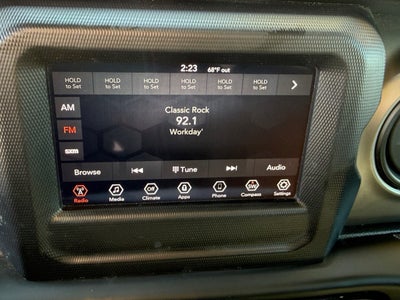 2:23 68°F out
HOLD to Set HOLD to Set HOLD to Set HOLD to Set HOLD to Set HOLD to Set
AM
FM
sxm
Classic Rock
92.1
Workday'
Browse Tune Audio
Radio Media Off Climate Apps Phone SW Compass Settings